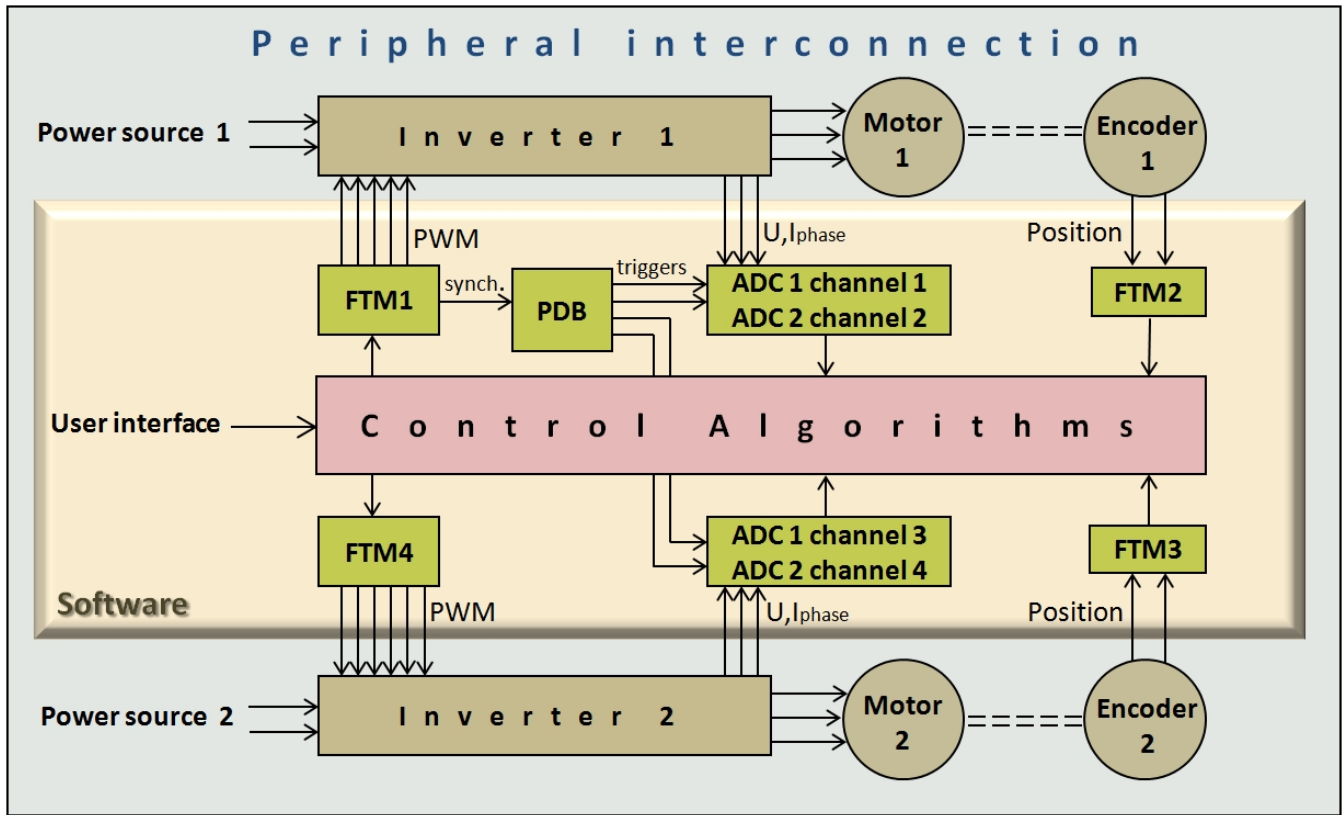 Peripheral interconnection
Power source 1
Inverter 1
Motor
1
Encoder
1
PWM
U,Iphase
Position
FTM1
synch.
PDB
triggers
ADC 1 channel 1
ADC 2 channel 2
FTM2
User interface
Control Algorithms
FTM4
ADC 1 channel 3
ADC 2 channel 4
FTM3
Software
PWM
U,Iphase
Position
Power source 2
Inverter 2
Motor
2
Encoder
2